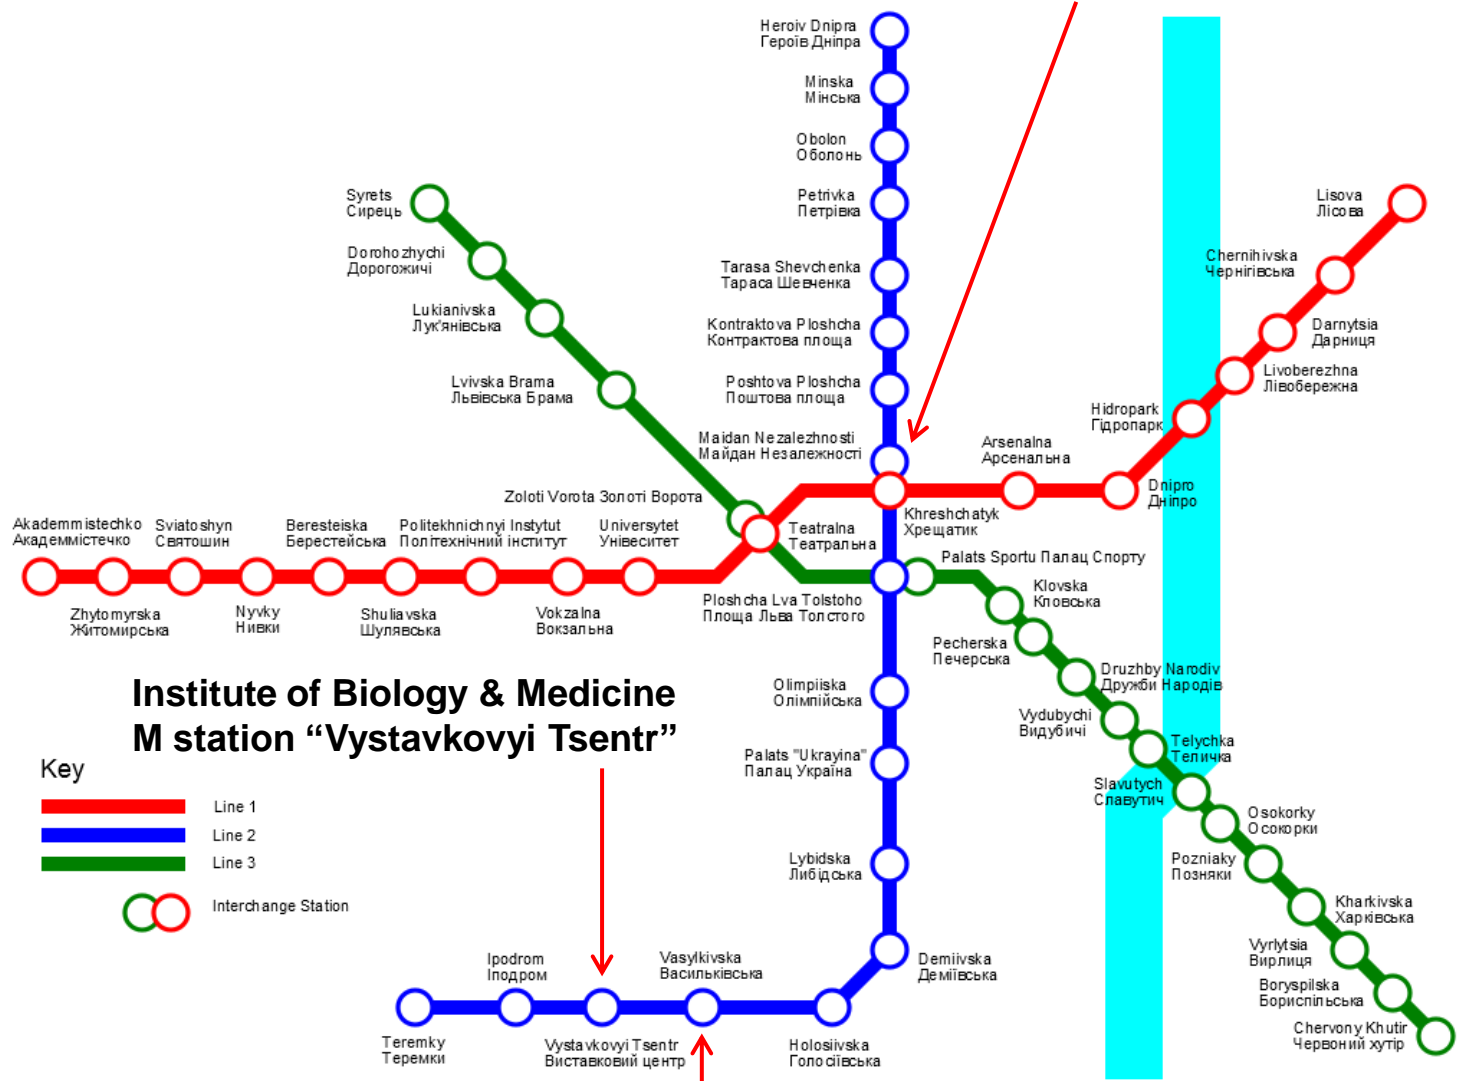 Heroiv Dnipra
Героїв Дніпра
Minska
Мінська
Obolon
Оболонь
Petrivka
Петрівка
Tarasa Shevchenka
Тараса Шевченка
Kontraktova Ploshcha
Контрактова площа
Poshtova Ploshcha
Поштова площа
Maidan Nezalezhnosti
Майдан Незалежності
Syrets
Сирець
Dorohozhychi
Дорогожичі
Lukianivska
Лук'янівська
Lvivska Brama
Львівська Брама
Zoloti Vorota Золоті Ворота
Lisova
Лісова
Chernihivska
Чернігівська
Darnytsia
Дарниця
Livoberezhna
Лівобережна
Hidropark
Гідропарк
Arsenalna
Арсенальна
Dnipro
Дніпро
Khreshchatyk
Хрещатик
Teatralna
Театральна
Akademmistechko
Академмістечко
Sviatoshyn
Святошин
Beresteiska
Берестейська
Politekhnichnyi Instytut
Політехнічний інститут
Universytet
Унівеситет
Zhytomyrska
Житомирська
Nyvky
Нивки
Shuliavska
Шулявська
Vokzalna
Вокзальна
Ploshcha Lva Tolstoho
Площа Льва Толстого
Palats Sportu Палац Спорту
Klovska
Кловська
Pecherska
Печерська
Druzhby Narodiv
Дружби Народів
Vydubychi
Видубичі
Telychka
Теличка
Slavutych
Славутич
Osokorky
Осокорки
Pozniaky
Позняки
Kharkivska
Харківська
Vyrlytsia
Вирлиця
Boryspilska
Бориспільська
Chervony Khutir
Червоний хутір
Olimpiiska
Олімпійська
Palats "Ukrayina"
Палац Україна
Lybidska
Либідська
Demiivska
Деміївська
Institute of Biology & Medicine
M station “Vystavkovyi Tsentr”
Key
Line 1
Line 2
Line 3
Interchange Station
Ipodrom
Іподром
Vasylkivska
Васильківська
Teremky
Теремки
Vystavkovyi Tsentr
Виставковий центр
Holosiivska
Голосіївська